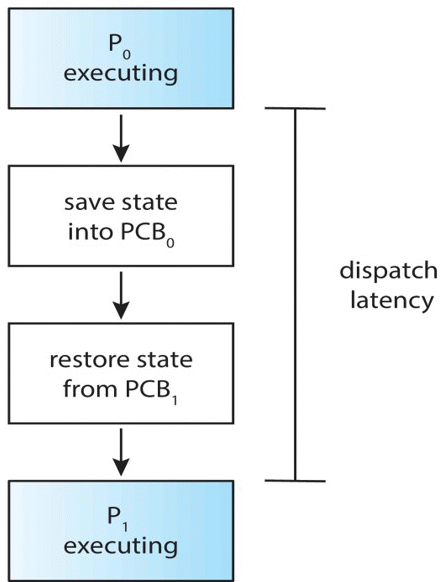 P₀
executing
save state
into PCB₀
dispatch
latency
restore state
from PCB₁
P₁
executing